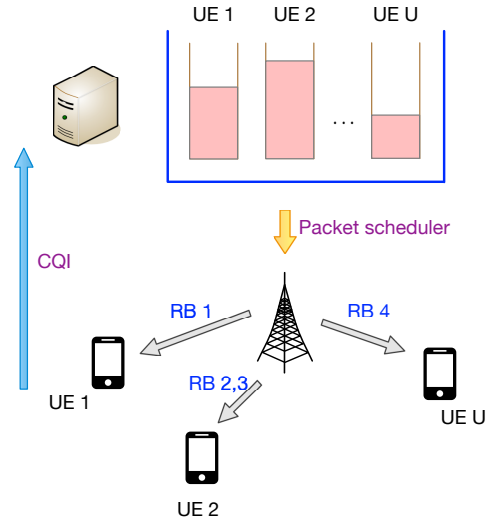 UE 1 UE 2 UE U
...
Packet scheduler
CQI
RB 1 RB 4
RB 2,3
UE 1
UE U
UE 2